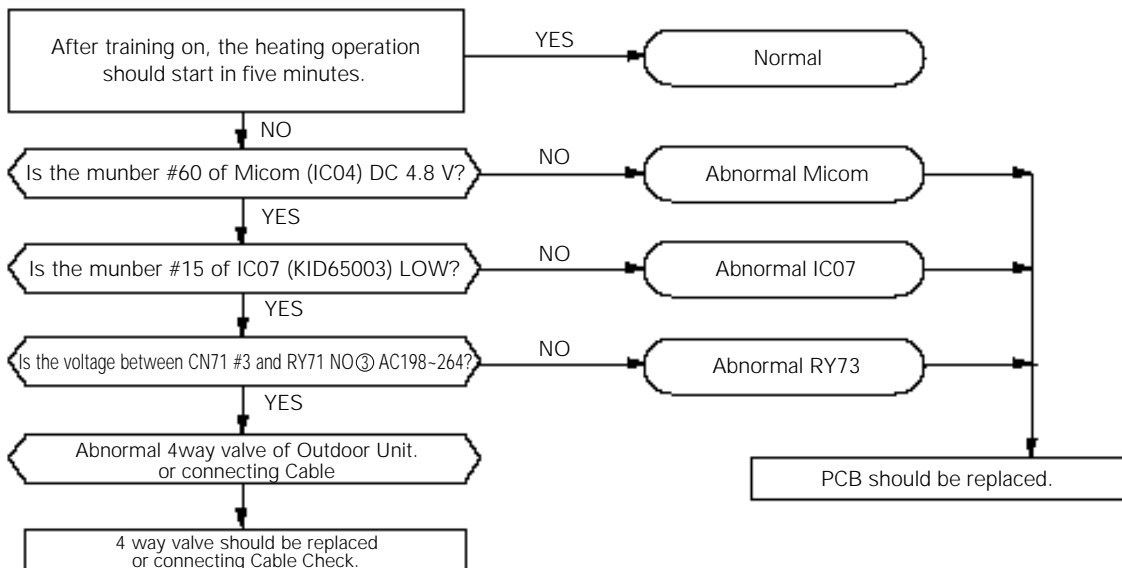 After training on, the heating operation
should start in five minutes.
YES
Normal
NO
Is the munber #60 of Micom (IC04) DC 4.8 V?
NO
Abnormal Micom
YES
Is the munber #15 of IC07 (KID65003) LOW?
NO
Abnormal IC07
YES
Is the voltage between CN71 #3 and RY71 NO③ AC198~264?
NO
Abnormal RY73
YES
Abnormal 4way valve of Outdoor Unit.
or connecting Cable
PCB should be replaced.
4 way valve should be replaced
or connecting Cable Check.